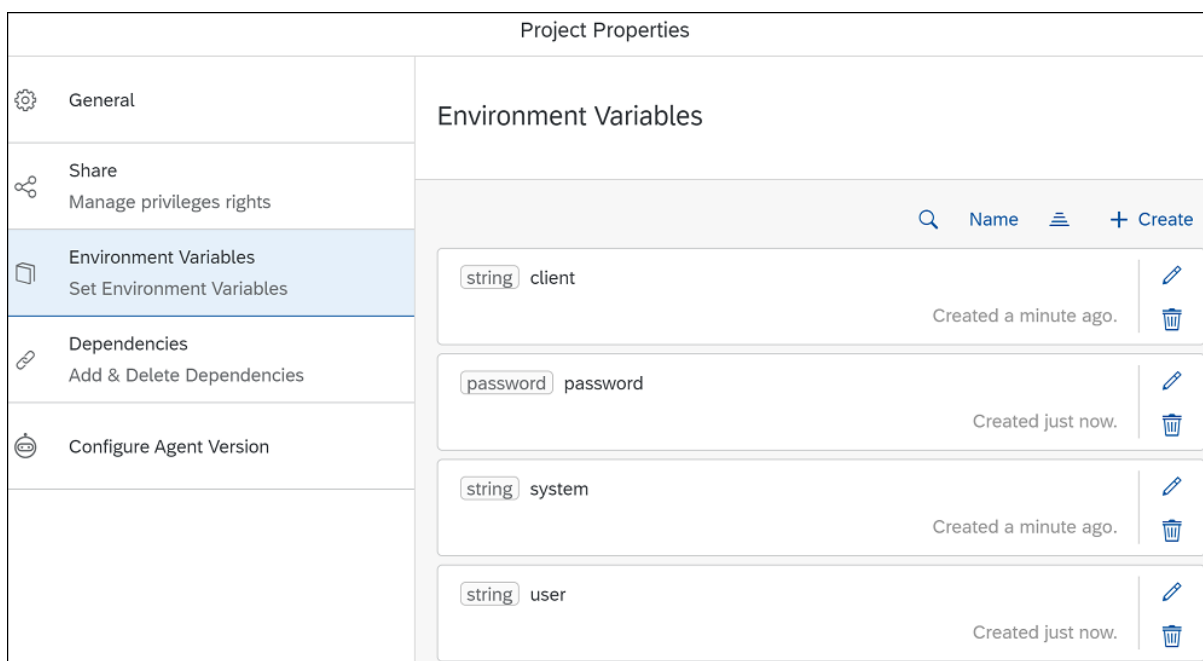 Project Properties
General
Share
Manage privileges rights
Environment Variables
Set Environment Variables
Dependencies
Add & Delete Dependencies
Configure Agent Version
Environment Variables
Name
Create
string client
Created a minute ago.
password password
Created just now.
string system
Created a minute ago.
string user
Created just now.